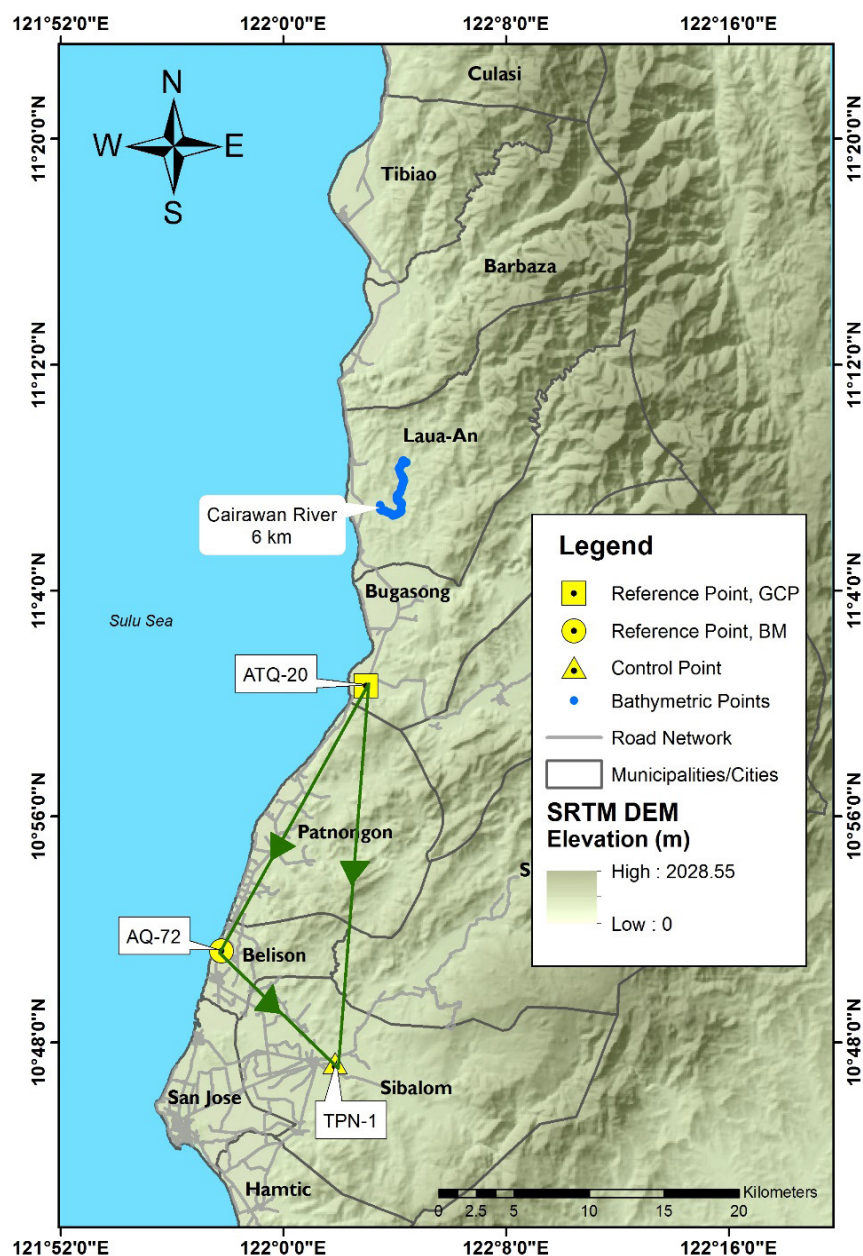 121°52'0"E 122°0'0"E 122°8'0"E 122°16'0"E
N
W E
S
11°20'0"N 11°20'0"N
11°12'0"N 11°12'0"N
11°4'0"N 11°4'0"N
10°56'0"N 10°56'0"N
10°48'0"N 10°48'0"N
Culasi
Tibiao
Barbaza
Laua-An
Cairawan River
6 km
Bugasong
Sulu Sea
ATQ-20
Patnongon
AQ-72
Belison
San Jose
Sibalom
TPN-1
Hamtic
S
Legend
Reference Point, GCP
Reference Point, BM
Control Point
Bathymetric Points
Road Network
Municipalities/Cities
SRTM DEM
Elevation (m)
High : 2028.55
Low : 0
Kilometers
0 2.5 5 10 15 20
121°52'0"E 122°0'0"E 122°8'0"E 122°16'0"E